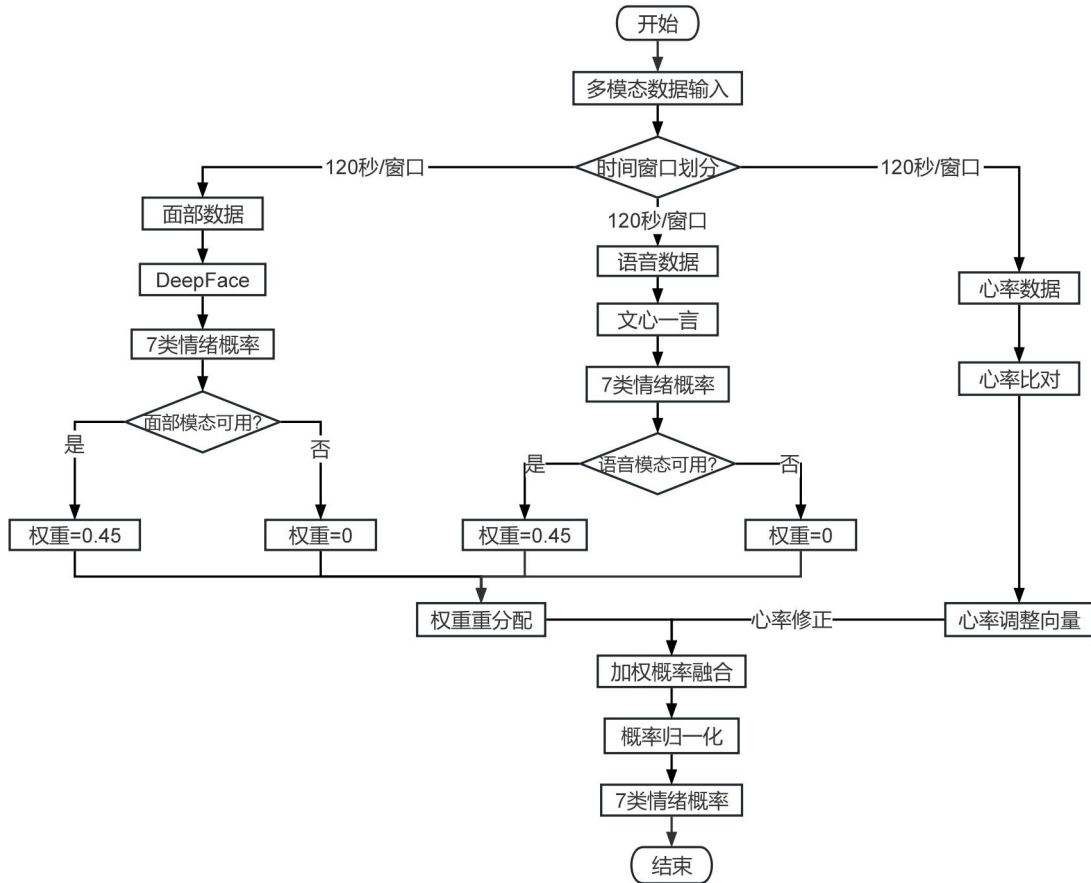 开始
多模态数据输入
时间窗口划分
120秒/窗口
120秒/窗口
120秒/窗口
面部数据
DeepFace
7类情绪概率
面部模态可用?
是
否
权重=0.45
权重=0
语音数据
文心一言
7类情绪概率
语音模态可用?
是
否
权重=0.45
权重=0
心率数据
心率比对
心率调整向量
权重重分配
心率修正
加权概率融合
概率归一化
7类情绪概率
结束